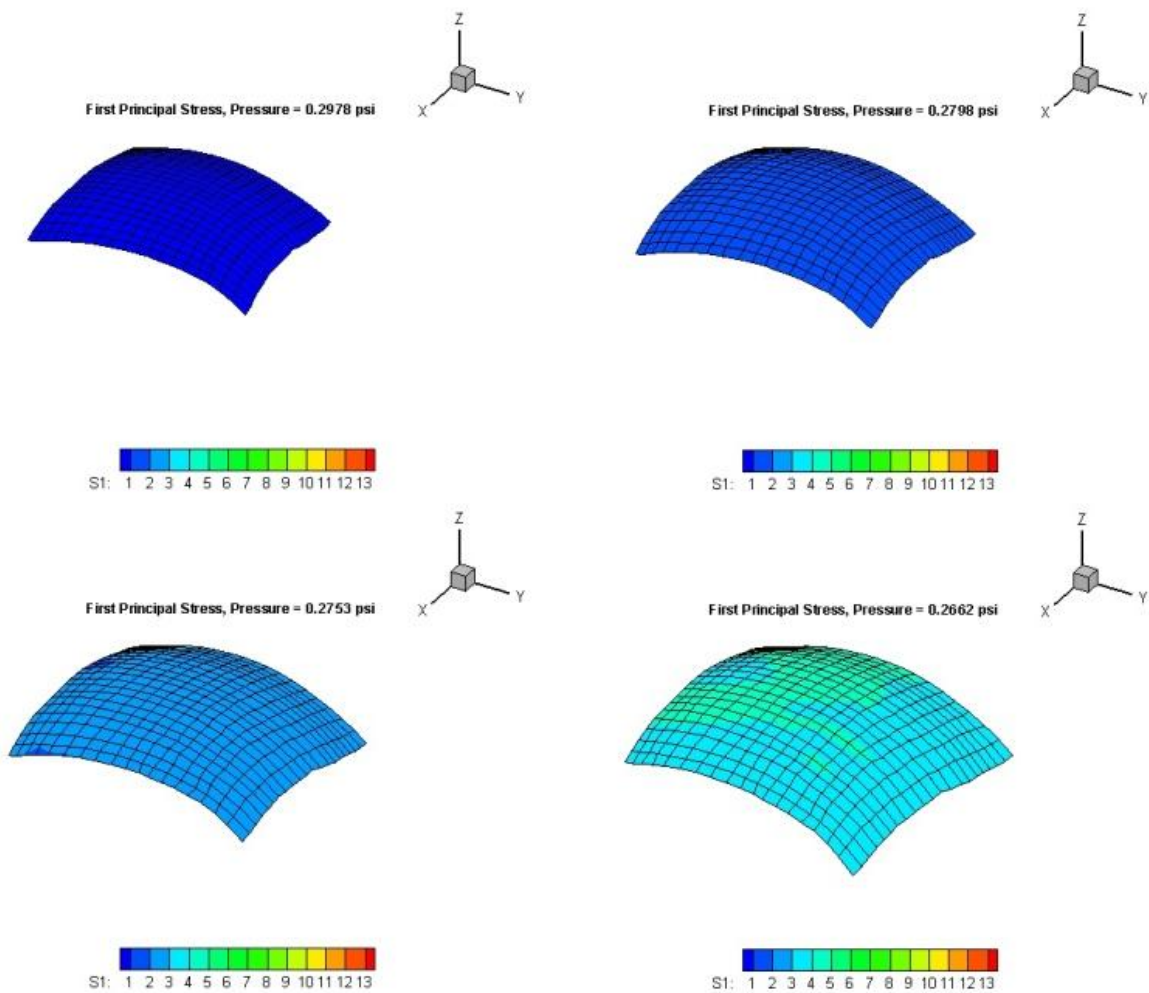 Z
X
Y
First Principal Stress, Pressure = 0.2978 psi
S1: 1 2 3 4 5 6 7 8 9 10 11 12 13
Z
X
Y
First Principal Stress, Pressure = 0.2798 psi
S1: 1 2 3 4 5 6 7 8 9 10 11 12 13
Z
X
Y
First Principal Stress, Pressure = 0.2753 psi
S1: 1 2 3 4 5 6 7 8 9 10 11 12 13
Z
X
Y
First Principal Stress, Pressure = 0.2662 psi
S1: 1 2 3 4 5 6 7 8 9 10 11 12 13